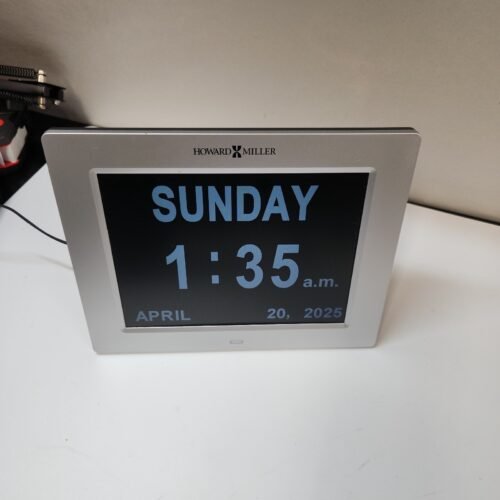 HOWARD MILLER
SUNDAY
1:35 a.m.
APRIL 20, 2025